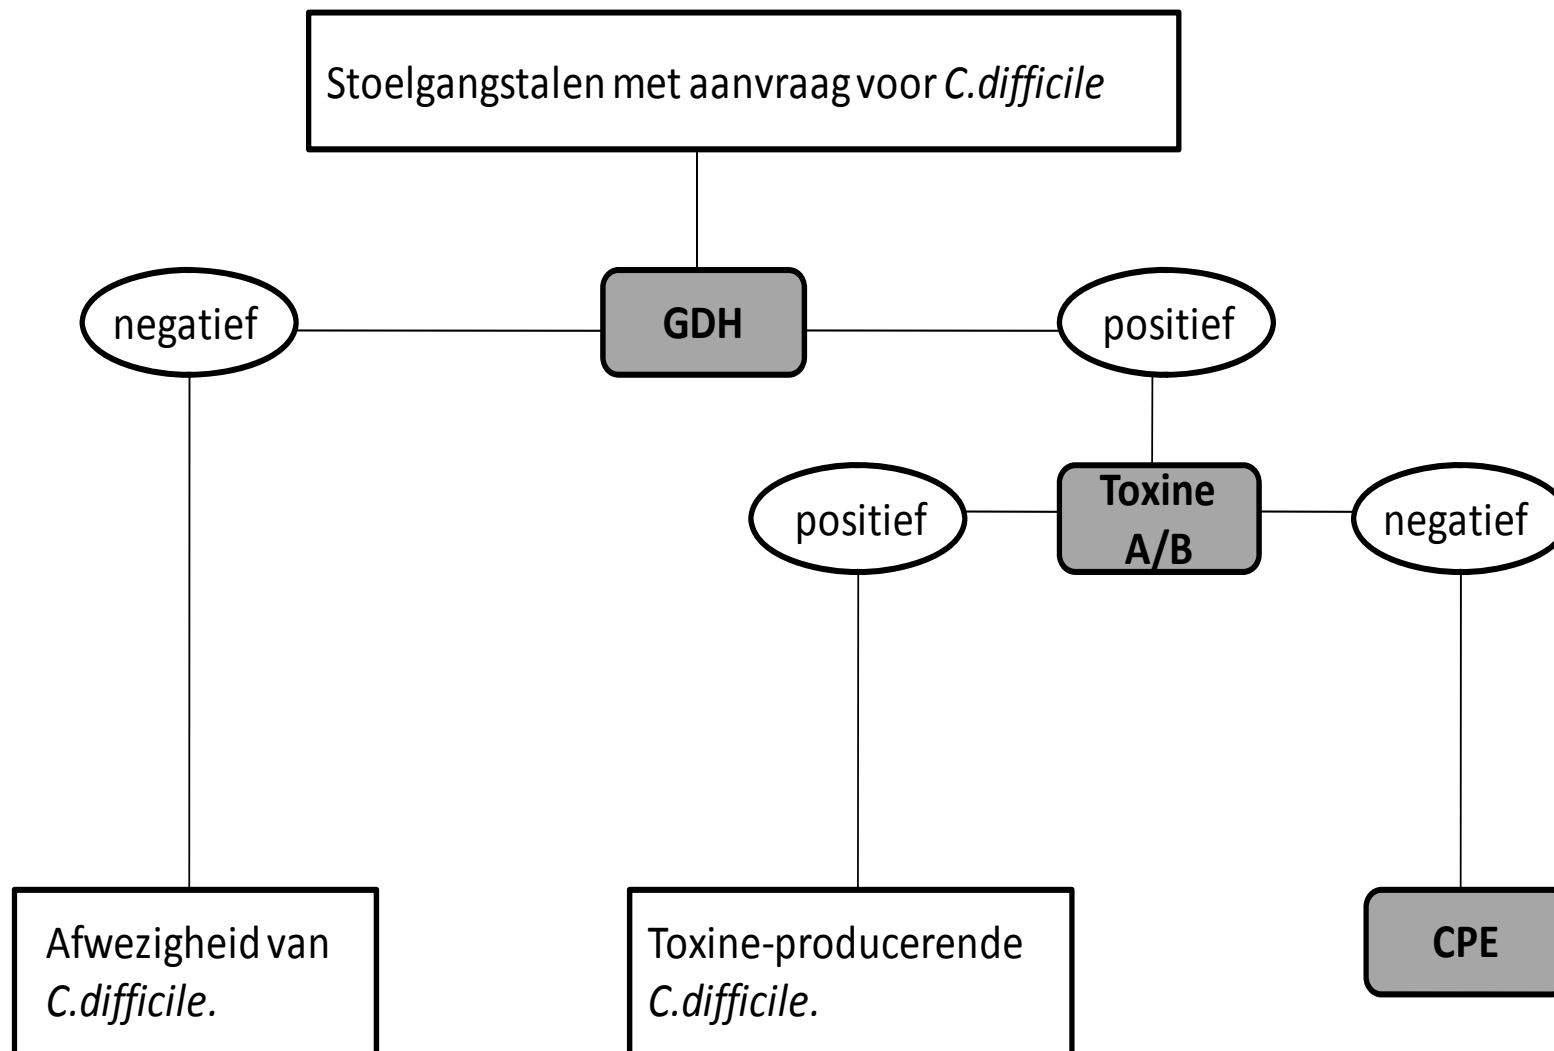 Stoelgangstalen met aanvraag voor C.difficile
negatief
GDH
positief
positief
Toxine
A/B
negatief
Afwezigheid van
C.difficile.
Toxine-producerende
C.difficile.
CPE